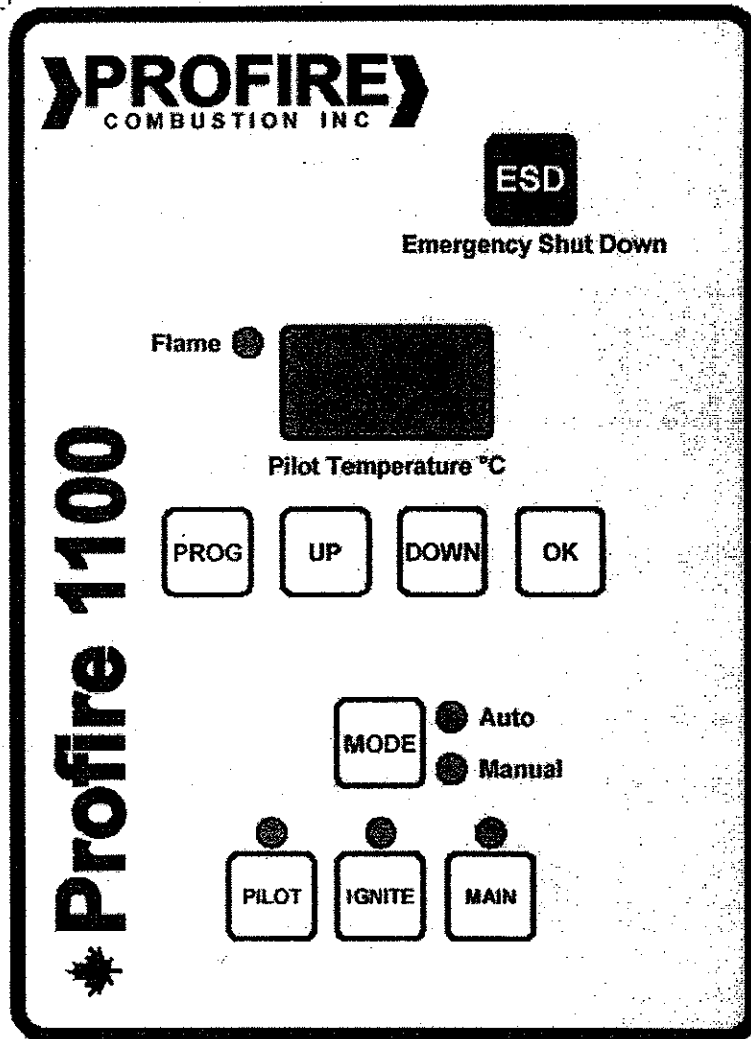 PROFIRE
COMBUSTION INC
ESD
Emergency Shut Down
Flame
Pilot Temperature °C
Profire 1100
PROG UP DOWN OK
MODE
Auto
Manual
PILOT IGNITE MAIN